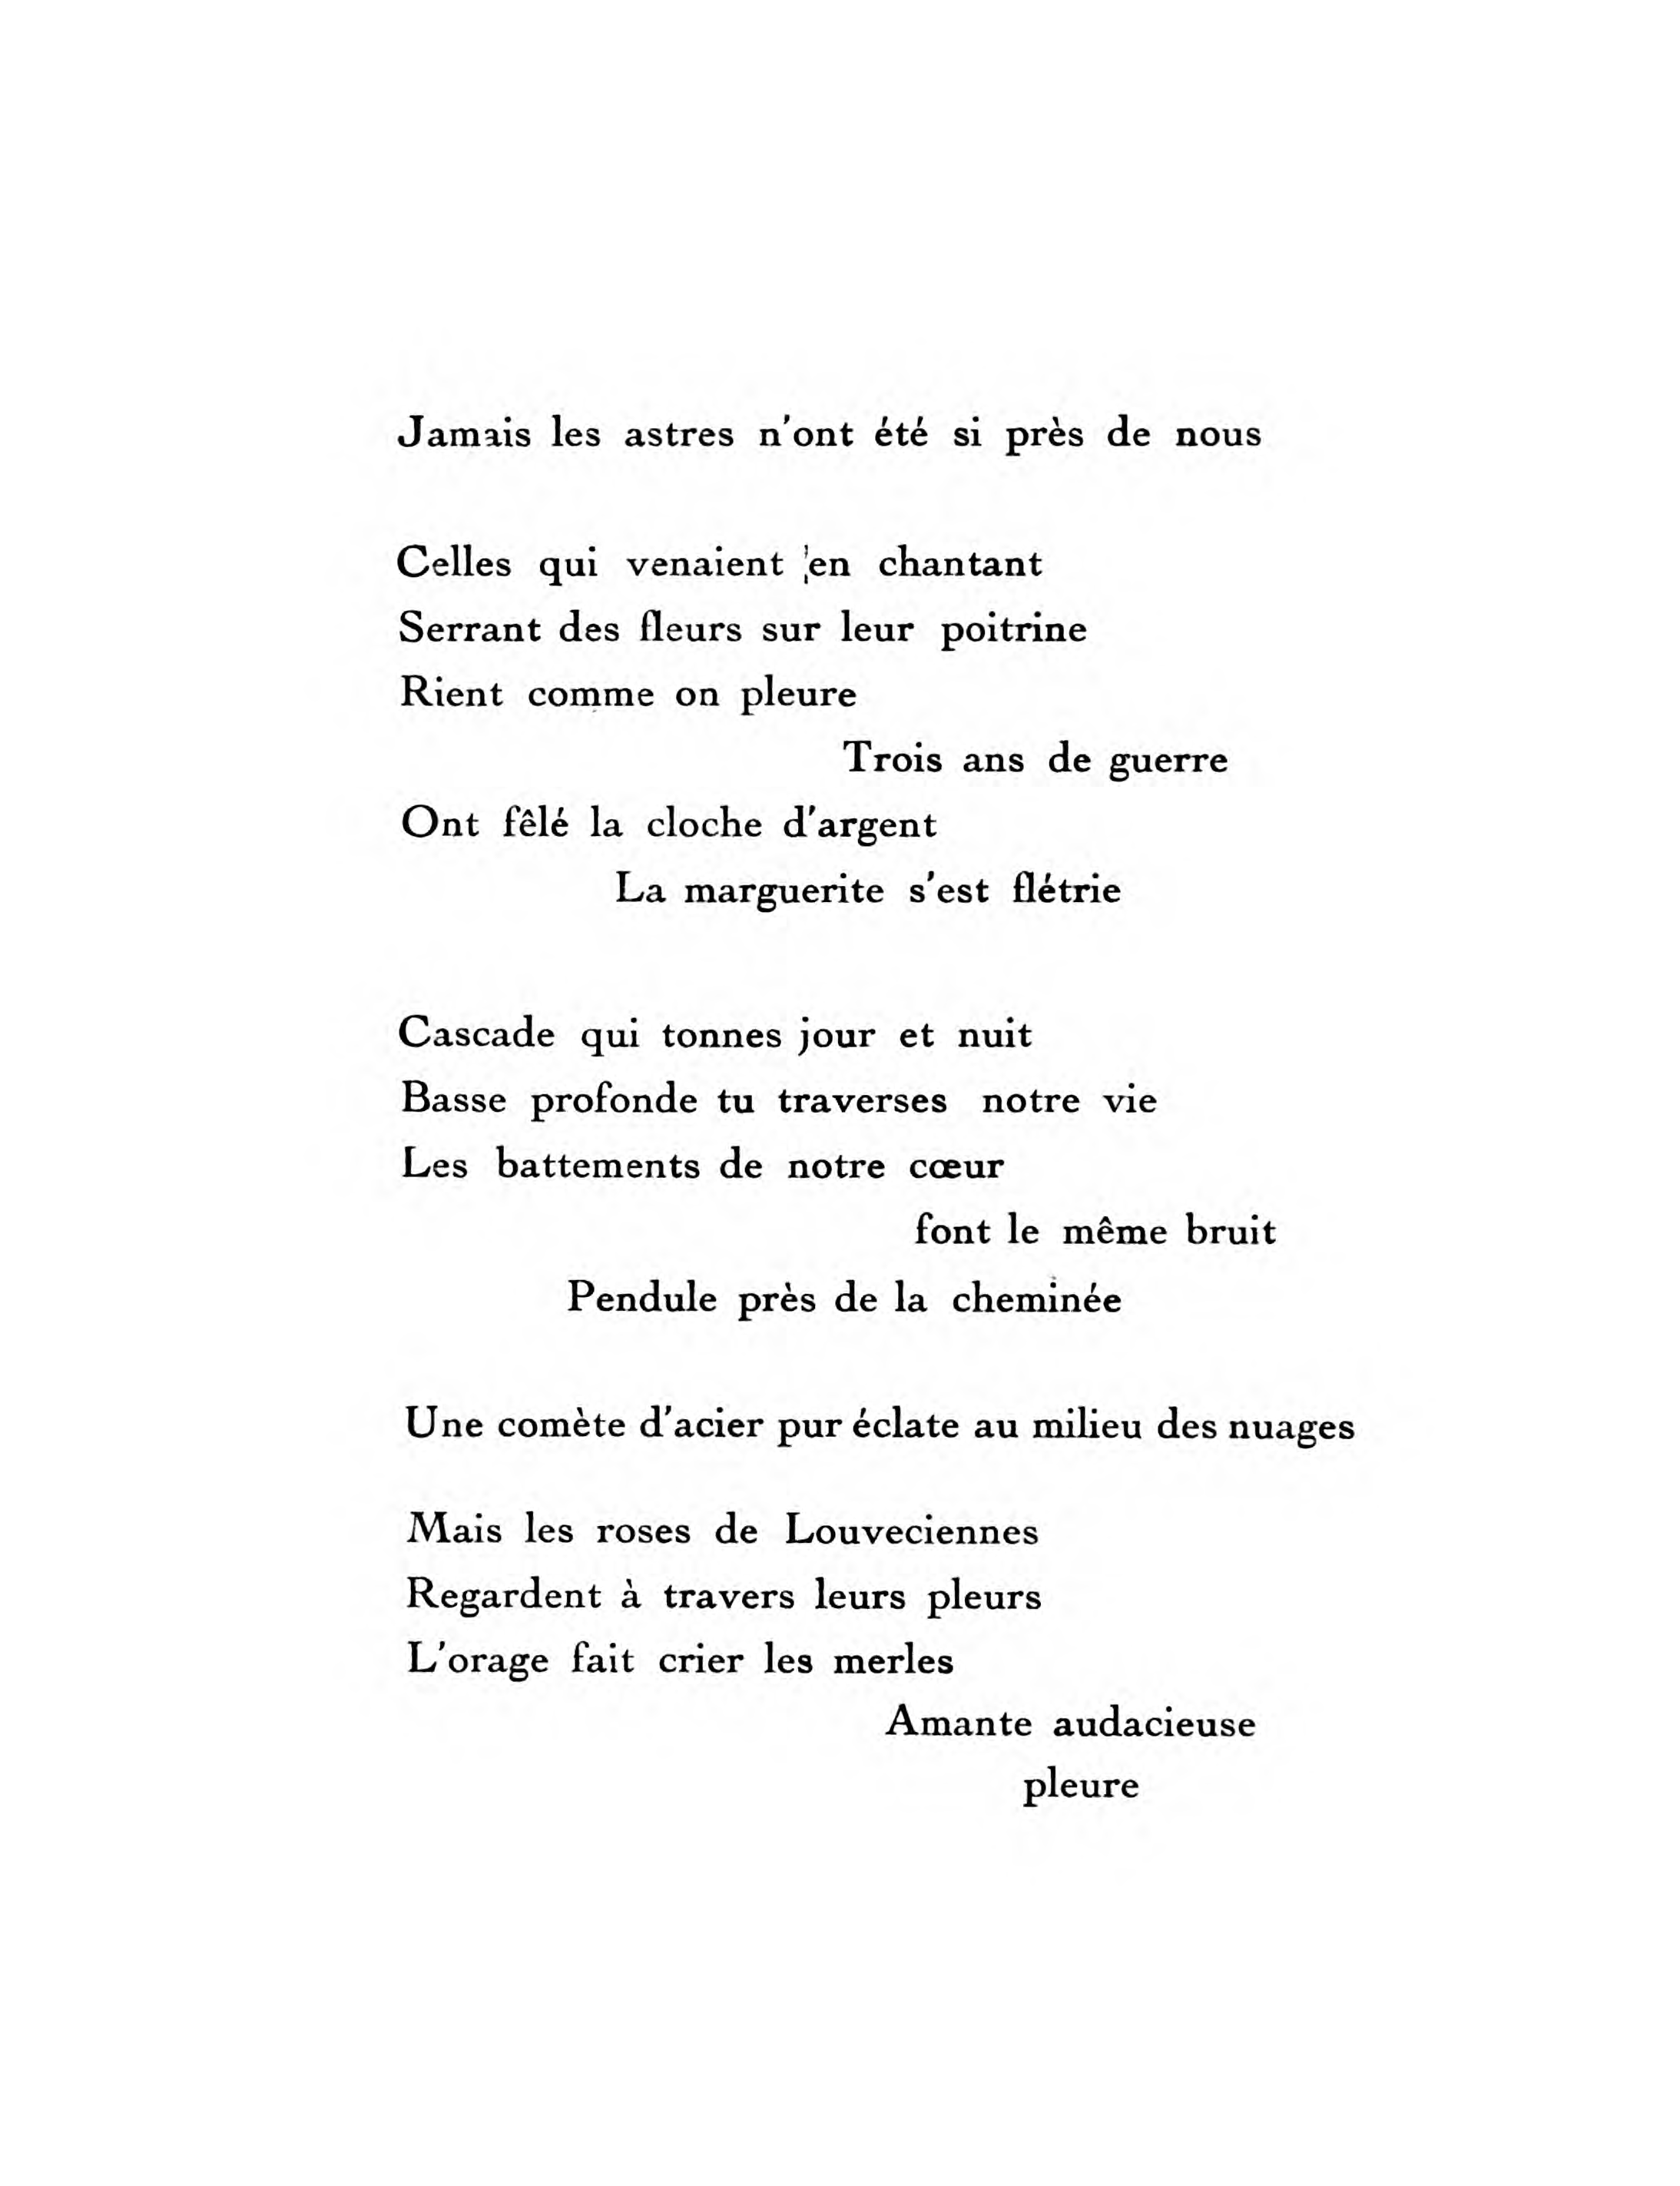 Jamais les astres n'ont été si près de nous
Celles qui venaient en chantant
Serrant des fleurs sur leur poitrine
Rient comme on pleure
Trois ans de guerre
Ont fêlé la cloche d'argent
La marguerite s'est flétrie
Cascade qui tonnes jour et nuit
Basse profonde tu traverses notre vie
Les battements de notre cœur
font le même bruit
Pendule près de la cheminée
Une comète d'acier pur éclate au milieu des nuages
Mais les roses de Louveciennes
Regardent à travers leurs pleurs
L'orage fait crier les merles
Amante audacieuse
pleure